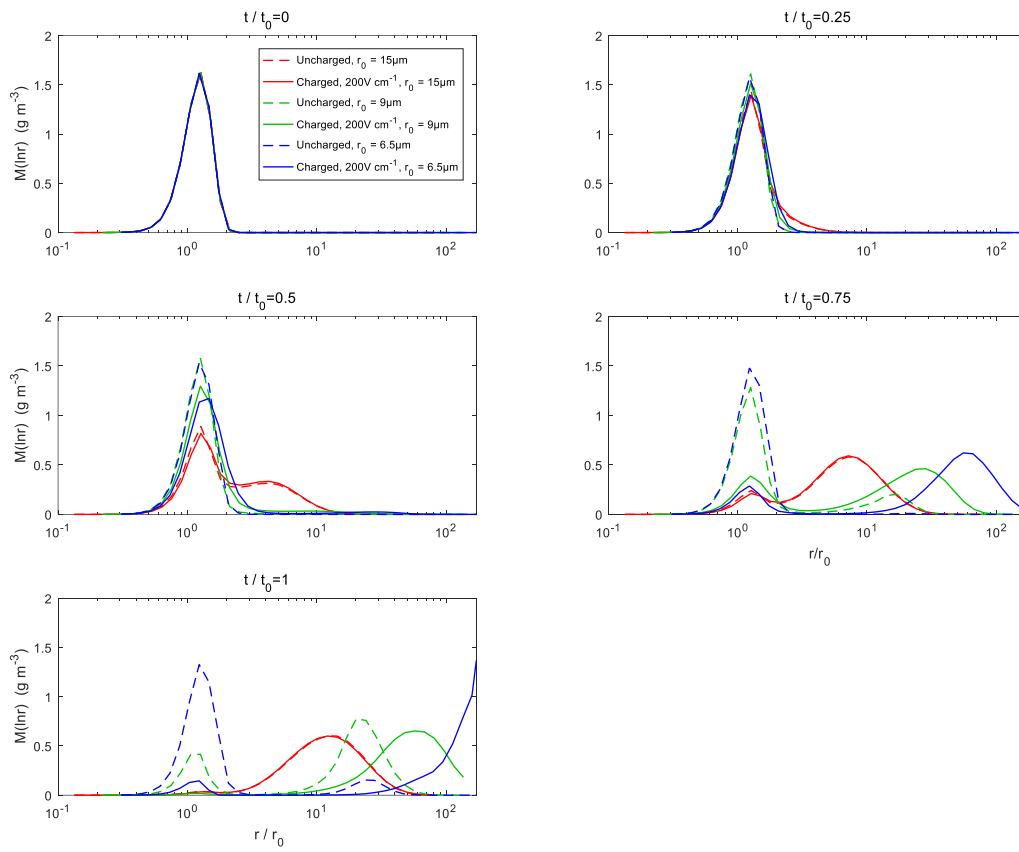 t / t0=0
M(lnr) (g m-3)
2
1.5
1
0.5
0
10-1
100
101
102
Uncharged, r0 = 15μm
Charged, 200V cm-1, r0 = 15μm
Uncharged, r0 = 9μm
Charged, 200V cm-1, r0 = 9μm
Uncharged, r0 = 6.5μm
Charged, 200V cm-1, r0 = 6.5μm
t / t0=0.25
M(lnr) (g m-3)
2
1.5
1
0.5
0
10-1
100
101
102
t / t0=0.5
M(lnr) (g m-3)
2
1.5
1
0.5
0
10-1
100
101
102
t / t0=0.75
M(lnr) (g m-3)
2
1.5
1
0.5
0
10-1
100
101
102
r/r0
t / t0=1
M(lnr) (g m-3)
2
1.5
1
0.5
0
10-1
100
101
102
r / r0